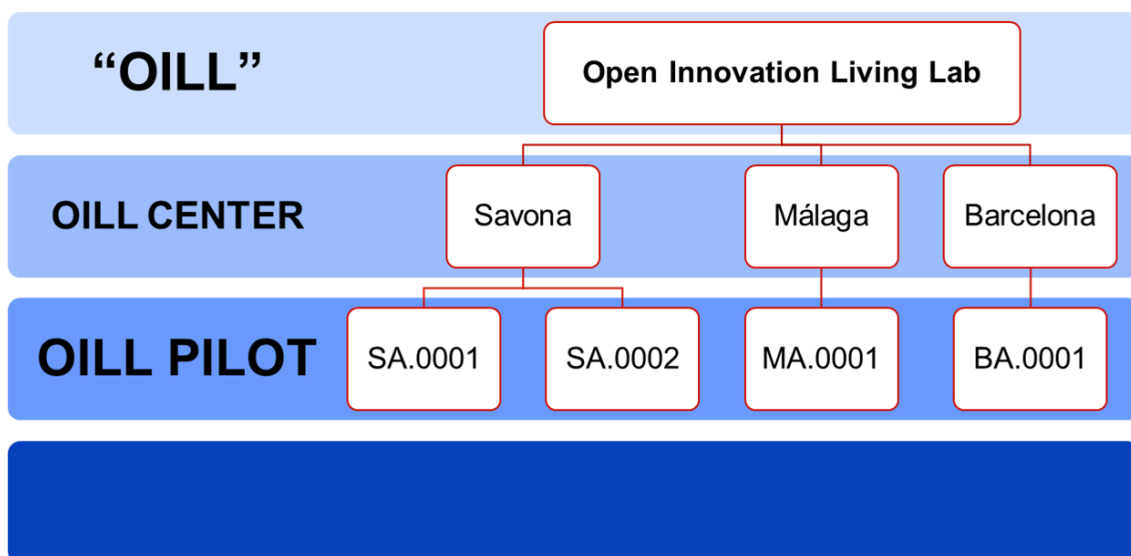 “OILL”
Open Innovation Living Lab
OILL CENTER
Savona
Málaga
Barcelona
OILL PILOT
SA.0001
SA.0002
MA.0001
BA.0001